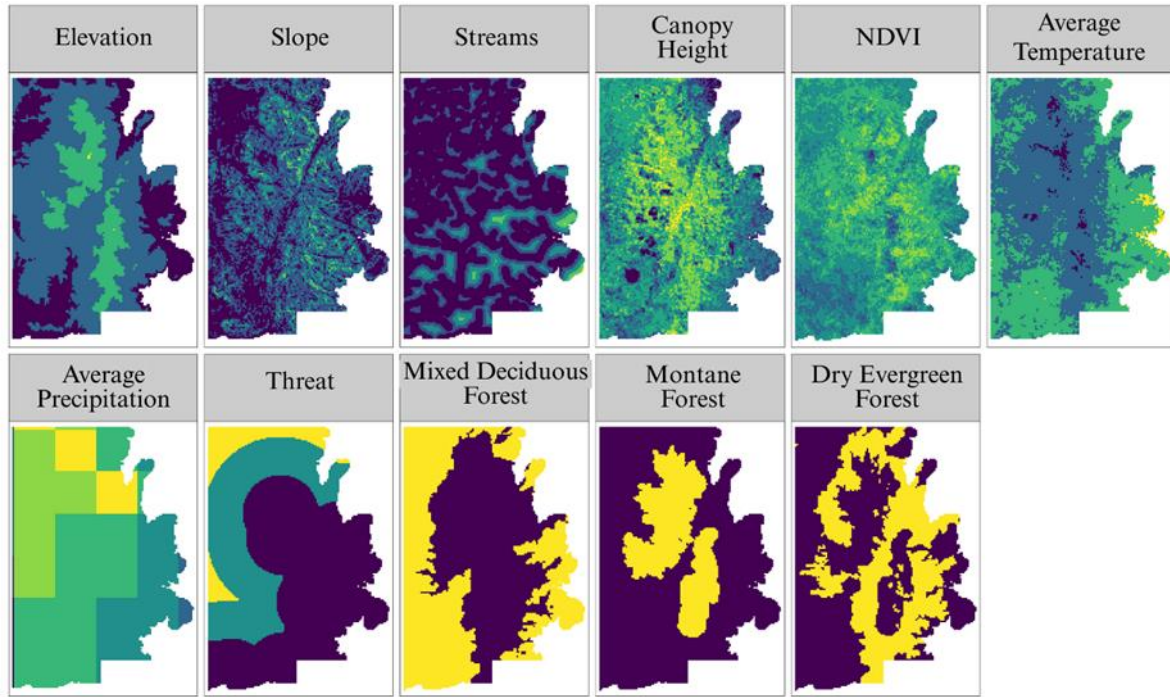 Elevation
Slope
Streams
Canopy
Height
NDVI
Average
Temperature
Average
Precipitation
Threat
Mixed Deciduous
Forest
Montane
Forest
Dry Evergreen
Forest